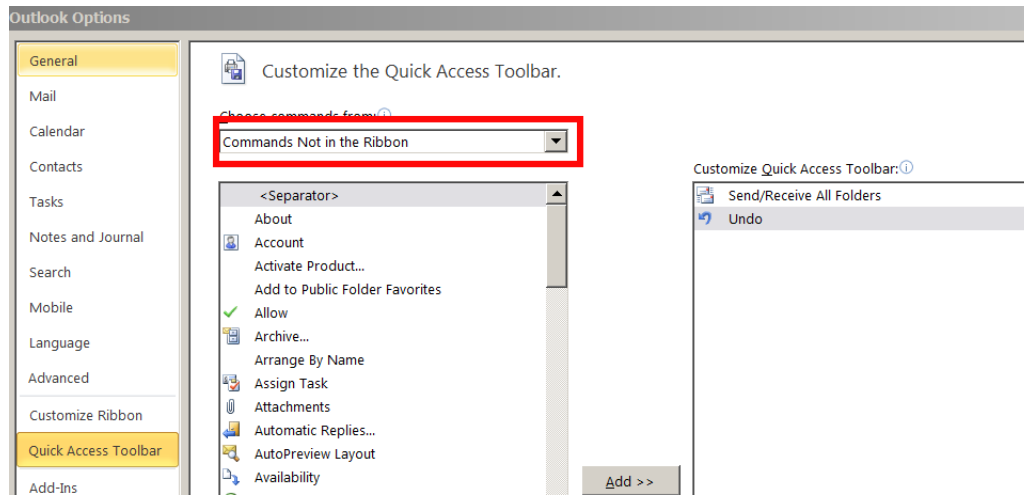 Outlook Options
General
Mail
Calendar
Contacts
Tasks
Notes and Journal
Search
Mobile
Language
Advanced
Customize Ribbon
Quick Access Toolbar
Add-Ins
Customize the Quick Access Toolbar.
Choose commands from:
Commands Not in the Ribbon
<Separator>
About
Account
Activate Product...
Add to Public Folder Favorites
Allow
Archive...
Arrange By Name
Assign Task
Attachments
Automatic Replies...
AutoPreview Layout
Availability
Add >>
Customize Quick Access Toolbar:
Send/Receive All Folders
Undo